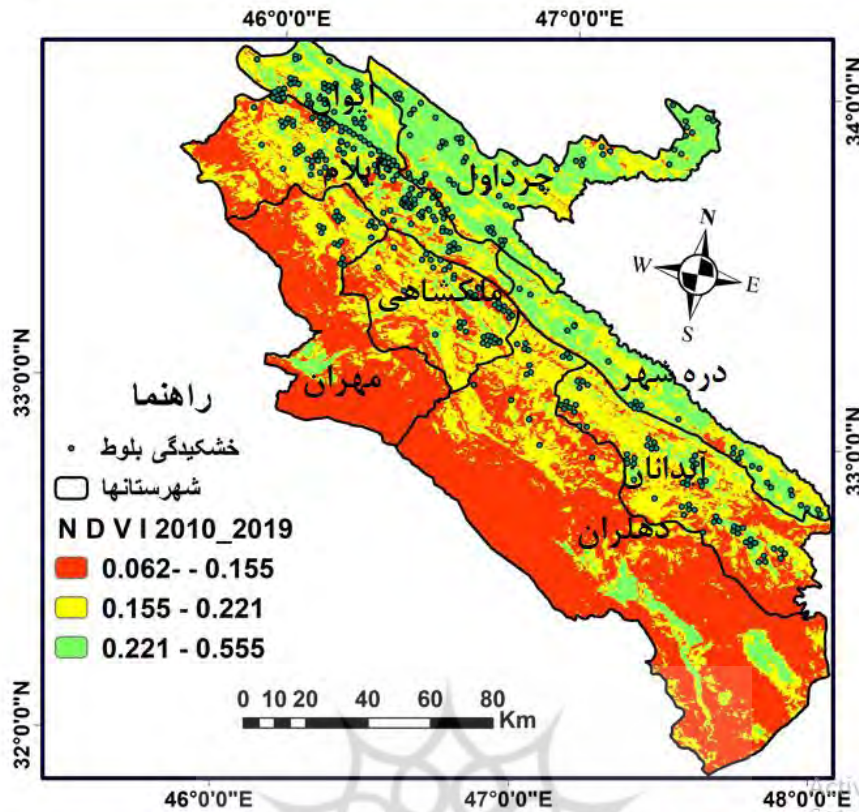 46°0'0"E 47°0'0"E
34°0'0"N
33°0'0"N
33°0'0"N
32°0'0"N
46°0'0"E 47°0'0"E 48°0'0"E
ایوان
ایلام
چرداول
ملکشاهی
مهران
دره شهر
آبدانان
دهلران
N
W E
S
راهنما
خشکیدگی بلوط
شهرستانها
N D V I 2010_2019
0.062- - 0.155
0.155 - 0.221
0.221 - 0.555
0 10 20 40 60 80
Km
Activ